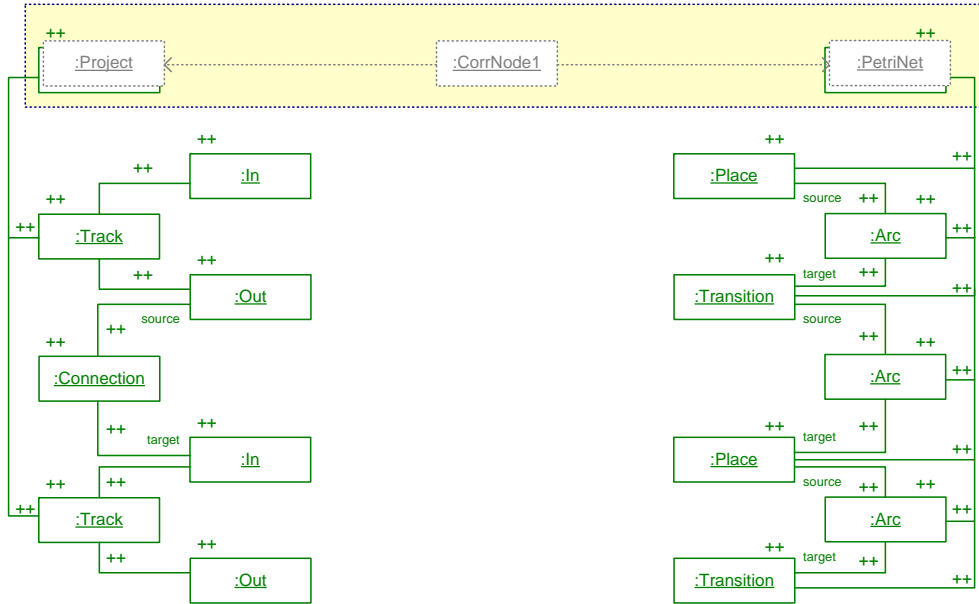 ++ ++
:Project :CorrNode1 :PetriNet
++ ++
++ :In :Place ++
++ source ++ ++
++ :Track :Arc ++
++ ++ ++ target ++
:Out :Transition ++
source ++ source ++ ++
++
:Connection :Arc ++
++ target ++ ++ target ++
:In :Place ++
++ ++ source ++ ++
++ :Track :Arc ++
++ ++ ++ target ++
:Out :Transition ++